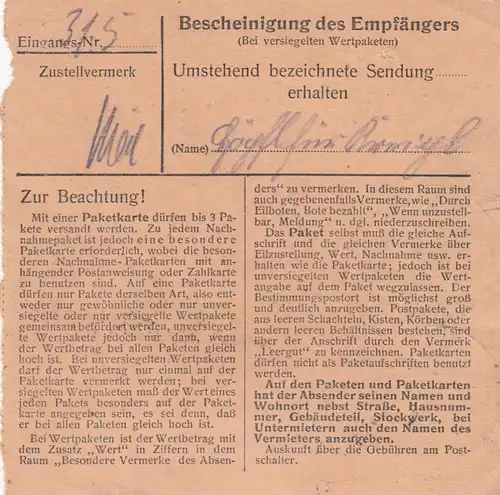 Eingangs-Nr. 315
Zustellvermerk
Bescheinigung des Empfängers
(Bei versiegelten Wertpaketen)
Umstehend bezeichnete Sendung
erhalten
(Name) für
Zur Beachtung!
Mit einer Paketkarte dürfen bis 3 Pa-
kete versandt werden. Zu jedem Nach-
nahmepaket ist jedoch eine besondere
Paketkarte erforderlich, wobei die be-
sonderen Nachnahme-Paketkarten mit an-
hängender Postanweisung oder Zahlkarte
zu benutzen sind. Auf eine Paketkarte
dürfen nur Pakete derselben Art, also ent-
weder nur gewöhnliche oder nur unver-
siegelte oder nur versiegelte Wertpakete
gemeinsam befördert werden, unversiegel-
te Wertpakete jedoch nur dann, wenn
der Wertbetrag bei allen Paketen gleich
hoch ist. Bei unversiegelten Wertpaketen
darf der Wertbetrag nur einmal auf der
Paketkarte vermerkt werden; bei ver-
siegelten Wertpaketen muß der Wert eines
jeden Pakets besonders auf der Paket-
karte angegeben sein, es sei denn, daß
er bei allen Paketen gleich hoch ist.
Bei Wertpaketen ist der Wertbetrag mit
dem Zusatz „Wert" in Ziffern in dem
Raum „Besondere Vermerke des Absen-
ders" zu vermerken. In diesem Raum sind
auch gegebenenfalls Vermerke, wie „Durch
Eilboten, Bote bezahlt", „Wenn unzustell-
bar, Meldung" u. dgl. niederzuschreiben.
Das Paket selbst muß die gleiche Auf-
schrift und die gleichen Vermerke über
Eilzustellung, Wert, Nachnahme usw. er-
halten wie die Paketkarte; jedoch ist bei
unversiegelten Wertpaketen die Wert-
angabe auf dem Paket wegzulassen. Der
Bestimmungspostort ist möglichst groß
und deutlich anzugeben. Postpakete, die
aus leeren Schachteln, Kisten, Körben oder
anderen leeren Behältnissen bestehen, sind
über der Anschrift durch den Vermerk
„Leergut" zu kennzeichnen. Paketkarten
dürfen nicht als Paketaufschriften benutzt
werden.
Auf den Paketen und Paketkarten
hat der Absender seinen Namen und
Wohnort nebst Straße, Hausnum-
mer, Gebäudeteil, Stockwerk, bei
Untermietern auch den Namen des
Vermieters anzugeben.
Auskunft über die Gebühren am Post-
schalter.